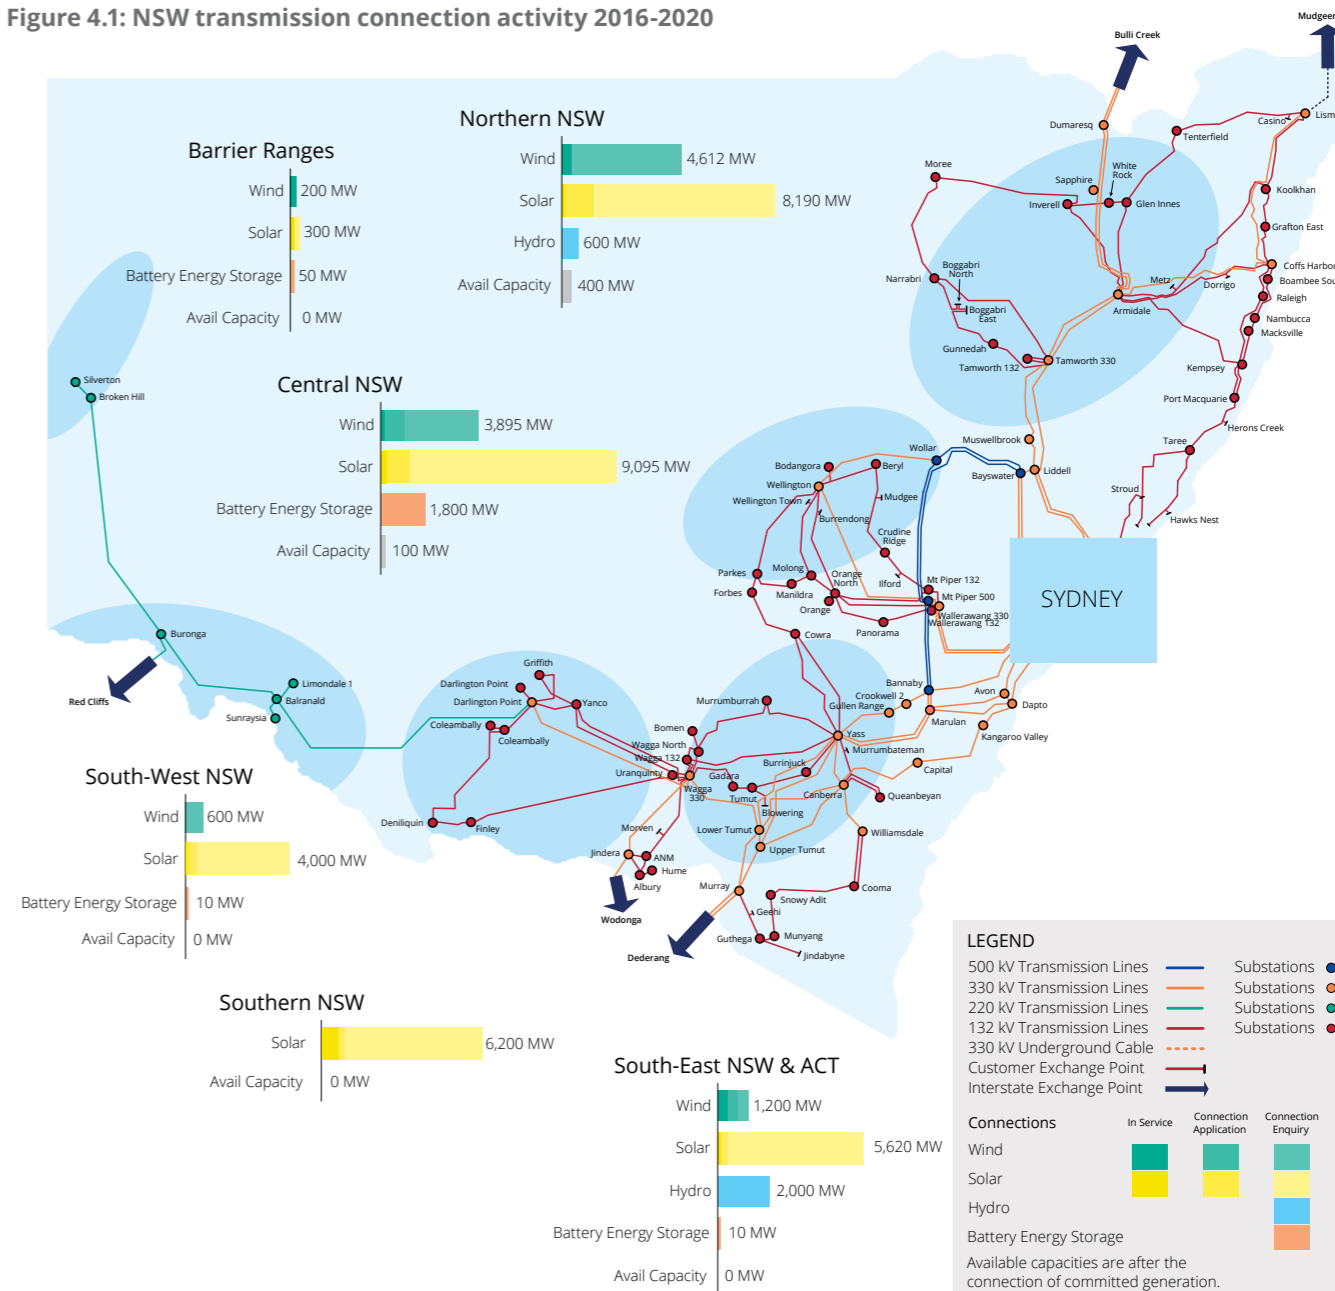 Figure 4.1: NSW transmission connection activity 2016-2020
Mudgeer
Bulli Creek
Northern NSW
Wind 4,612 MW
Solar 8,190 MW
Hydro 600 MW
Avail Capacity 400 MW
Barrier Ranges
Wind 200 MW
Solar 300 MW
Battery Energy Storage 50 MW
Avail Capacity 0 MW
Central NSW
Wind 3,895 MW
Solar 9,095 MW
Battery Energy Storage 1,800 MW
Avail Capacity 100 MW
Dumaresq
Casino
Lism
Tenterfield
Moree
Sapphire
White
Rock
Inverell
Glen Innes
Koolkhan
Grafton East
Coffs Harbou
Boambee Sou
Raleigh
Nambucca
Macksville
Metz
Dorrigo
Armidale
Narrabri
Boggabri
North
Boggabri
East
Gunnedah
Tamworth 132
Tamworth 330
Kempsey
Port Macquarie
Herons Creek
Taree
Stroud
Hawks Nest
Muswellbrook
Liddell
Bayswater
Wollar
Beryl
Bodangora
Wellington
Wellington Town
Mudgee
Burrendong
Crudine
Ridge
Ilford
Silverton
Broken Hill
Parkes
Forbes
Molong
Manildra
Orange
North
Orange
Panorama
Mt Piper 132
Mt Piper 500
Wallerawang 330
Wallerawang 132
SYDNEY
Cowra
Bannaby
Crookwell 2
Gullen Range
Marulan
Avon
Dapto
Kangaroo Valley
Buronga
Red Cliffs
Limondale 1
Balranald
Sunraysia
Griffith
Darlington Point
Darlington Point
Yanco
Coleambally
Coleambally
Murrumburrah
Bomen
Wagga North
Wagga 132
Uranquinty
Wagga
330
Gadara
Tumut
Burrinjuck
Blowering
Yass
Murrumbateman
Capital
Canberra
Queanbeyan
Deniliquin
Finley
Morven
Jindera
ANM
Hume
Albury
Wodonga
Lower Tumut
Upper Tumut
Williamsdale
Murray
Cooma
Snowy Adit
Geehi
Guthega
Munyang
Jindabyne
Dederang
South-West NSW
Wind 600 MW
Solar 4,000 MW
Battery Energy Storage 10 MW
Avail Capacity 0 MW
Southern NSW
Solar 6,200 MW
Avail Capacity 0 MW
South-East NSW & ACT
Wind 1,200 MW
Solar 5,620 MW
Hydro 2,000 MW
Battery Energy Storage 10 MW
Avail Capacity 0 MW
LEGEND
500 kV Transmission Lines Substations
330 kV Transmission Lines Substations
220 kV Transmission Lines Substations
132 kV Transmission Lines Substations
330 kV Underground Cable
Customer Exchange Point
Interstate Exchange Point
Connections In Service Connection Application Connection Enquiry
Wind
Solar
Hydro
Battery Energy Storage
Available capacities are after the
connection of committed generation.